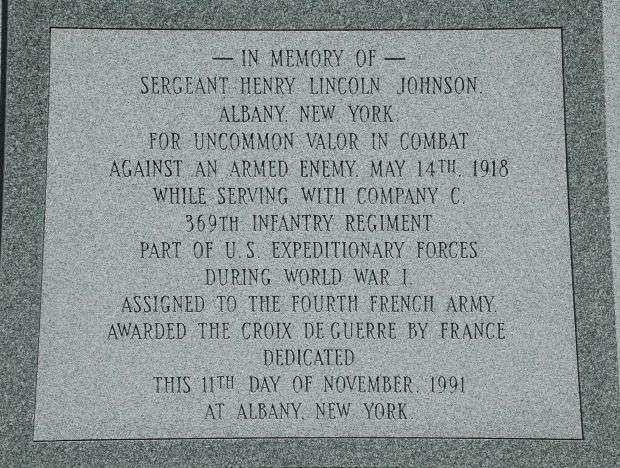 — IN MEMORY OF —
SERGEANT HENRY LINCOLN JOHNSON,
ALBANY, NEW YORK
FOR UNCOMMON VALOR IN COMBAT
AGAINST AN ARMED ENEMY, MAY 14TH, 1918
WHILE SERVING WITH COMPANY C,
369TH INFANTRY REGIMENT
PART OF U.S. EXPEDITIONARY FORCES
DURING WORLD WAR I,
ASSIGNED TO THE FOURTH FRENCH ARMY,
AWARDED THE CROIX DE GUERRE BY FRANCE
DEDICATED
THIS 11TH DAY OF NOVEMBER, 1991
AT ALBANY, NEW YORK